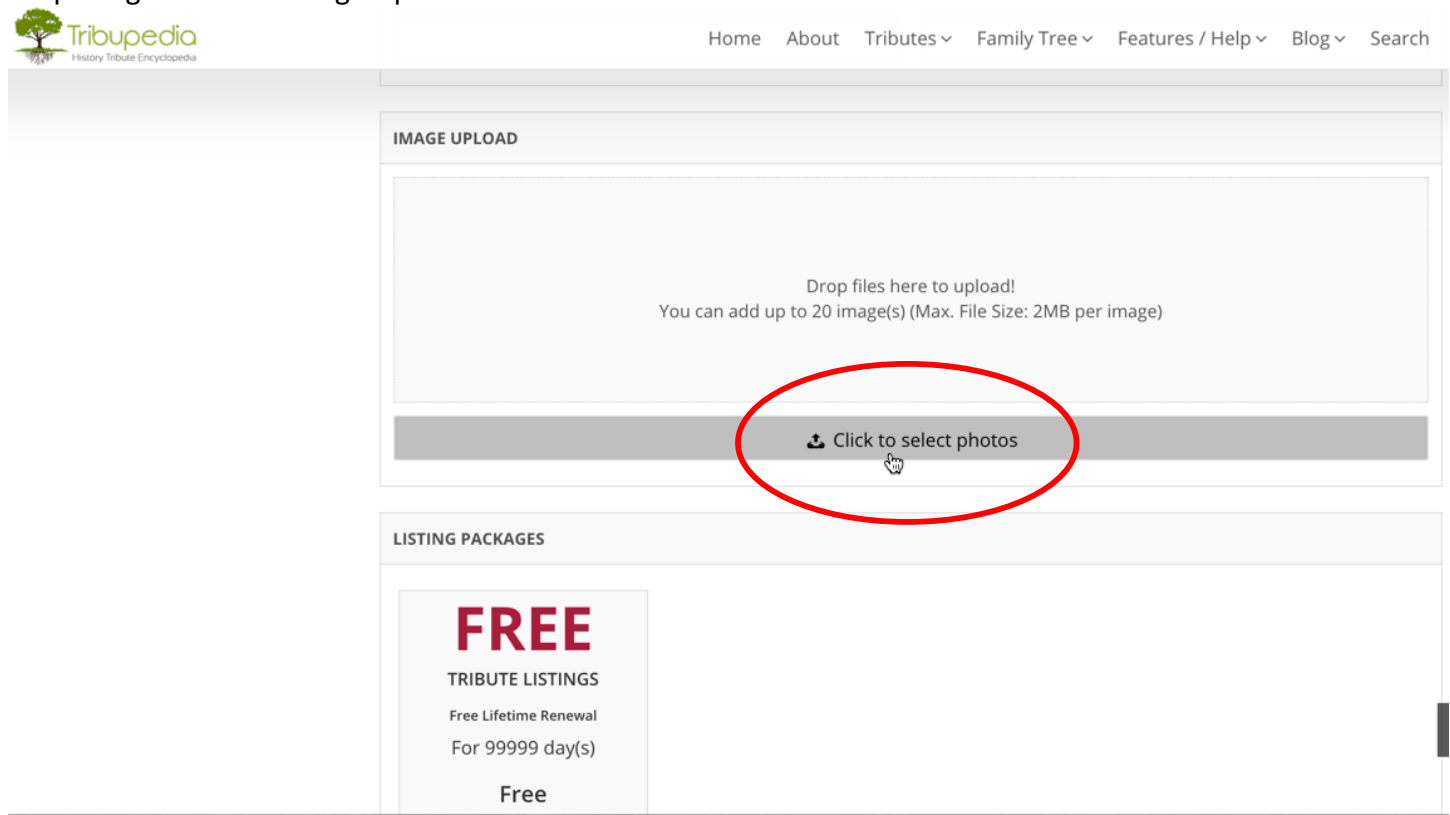 Tribupedia
History Tribute Encyclopedia
Home About Tributes Family Tree Features / Help Blog Search
IMAGE UPLOAD
Drop files here to upload!
You can add up to 20 image(s) (Max. File Size: 2MB per image)
Click to select photos
LISTING PACKAGES
FREE
TRIBUTE LISTINGS
Free Lifetime Renewal
For 99999 day(s)
Free